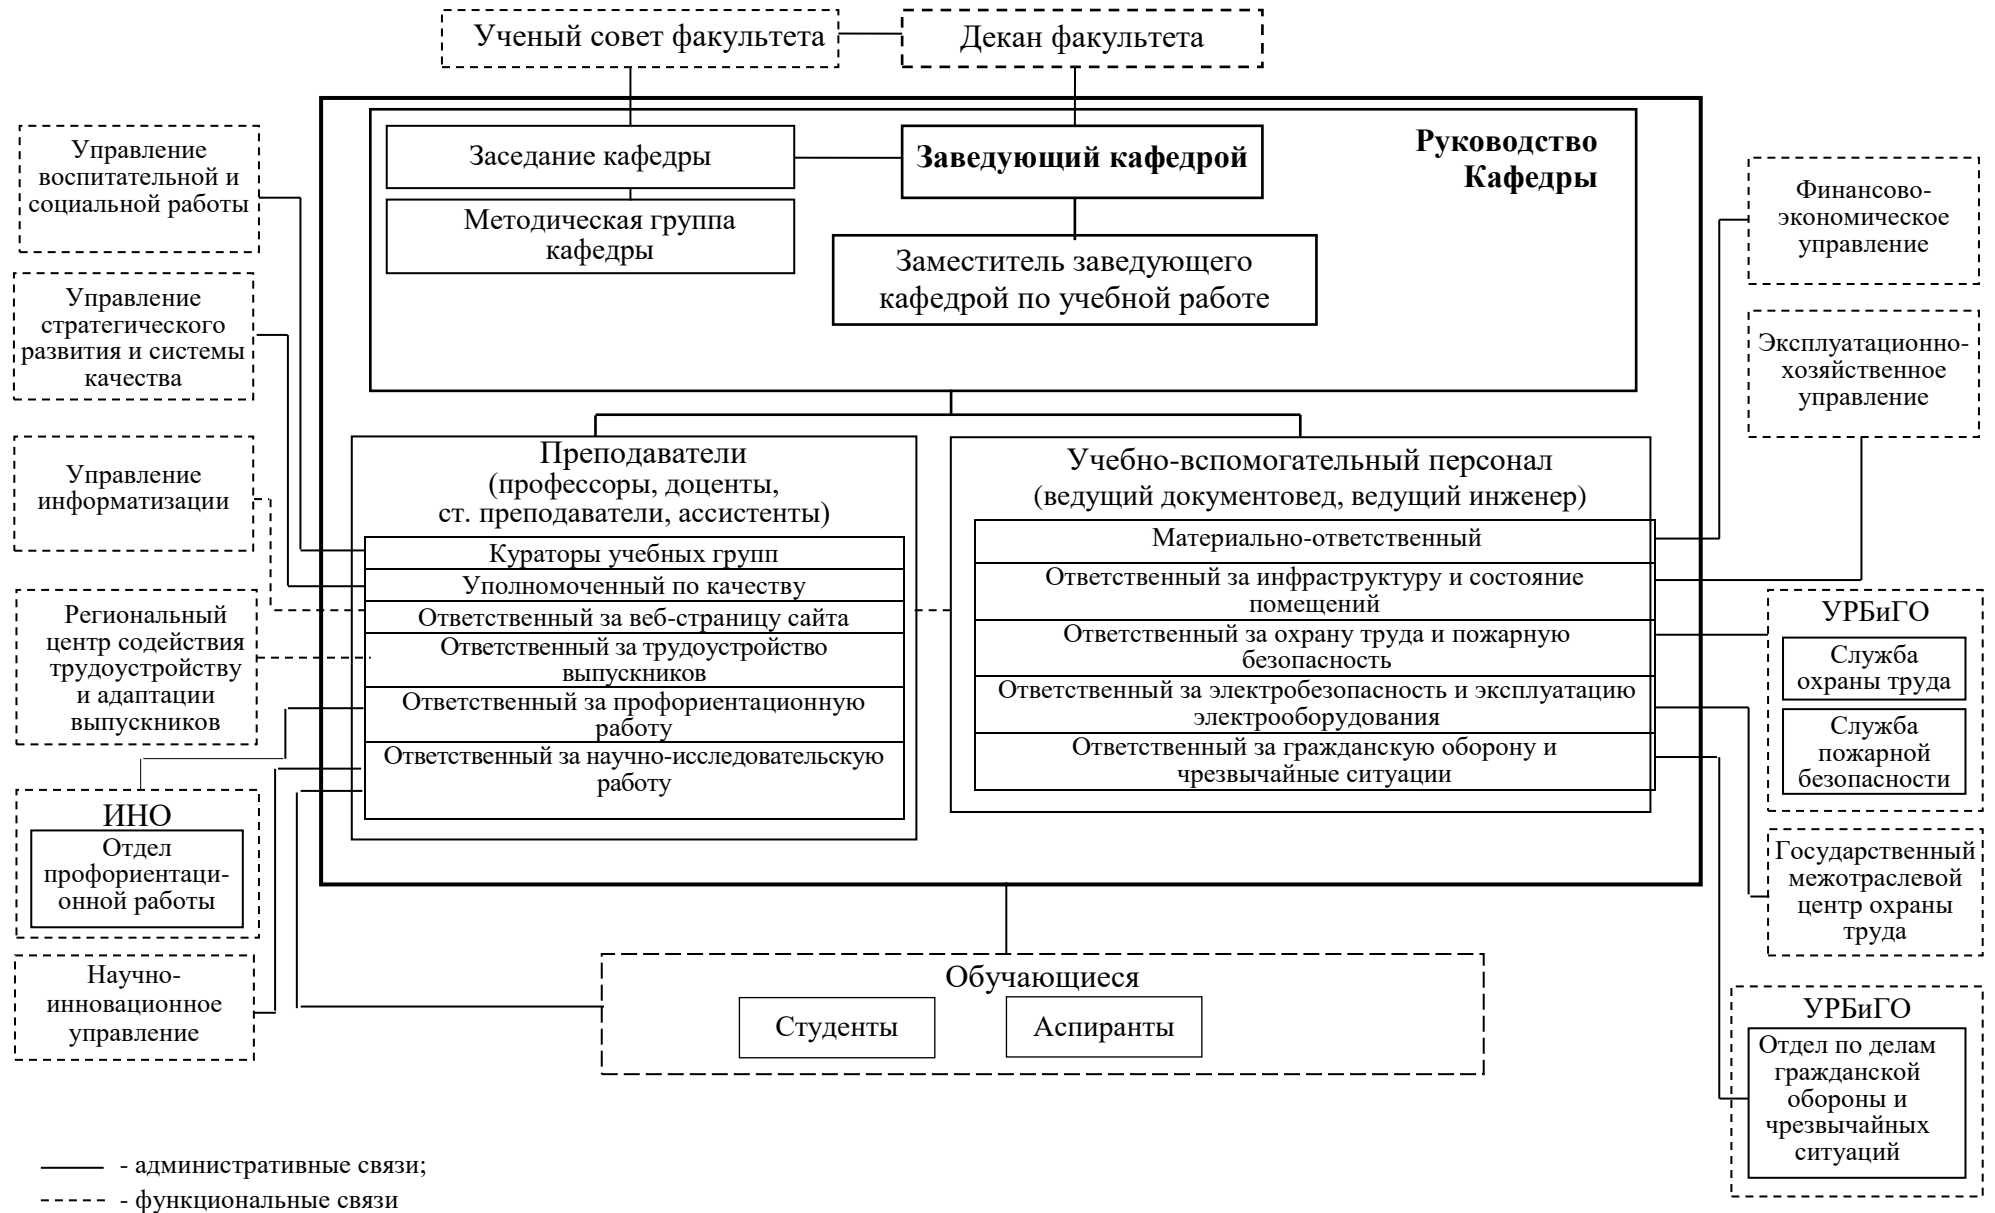 Ученый совет факультета
Декан факультета
Руководство
Кафедры
Заседание кафедры
Заведующий кафедрой
Методическая группа
кафедры
Заместитель заведующего
кафедрой по учебной работе
Управление
воспитательной и
социальной работы
Управление
стратегического
развития и системы
качества
Управление
информатизации
Региональный
центр содействия
трудоустройству
и адаптации
выпускников
ИНО
Отдел
профориентаци-
онной работы
Научно-
инновационное
управление
Преподаватели
(профессоры, доценты,
ст. преподаватели, ассистенты)
Кураторы учебных групп
Уполномоченный по качеству
Ответственный за веб-страницу сайта
Ответственный за трудоустройство
выпускников
Ответственный за профориентационную
работу
Ответственный за научно-исследовательскую
работу
Учебно-вспомогательный персонал
(ведущий документовед, ведущий инженер)
Материально-ответственный
Ответственный за инфраструктуру и состояние
помещений
Ответственный за охрану труда и пожарную
безопасность
Ответственный за электробезопасность и эксплуатацию
электрооборудования
Ответственный за гражданскую оборону и
чрезвычайные ситуации
Финансово-
экономическое
управление
Эксплуатационно-
хозяйственное
управление
УРБиГО
Служба
охраны труда
Служба
пожарной
безопасности
Государственный
межотраслевой
центр охраны
труда
УРБиГО
Отдел по делам
гражданской
обороны и
чрезвычайных
ситуаций
Обучающиеся
Студенты
Аспиранты
- административные связи;
- функциональные связи